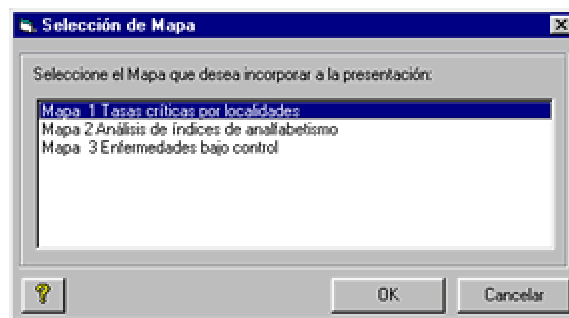 Selección de Mapa
Seleccione el Mapa que desea incorporar a la presentación:
Mapa 1 Tasas críticas por localidades
Mapa 2 Análisis de índices de analfabetismo
Mapa 3 Enfermedades bajo control
?
OK Cancelar